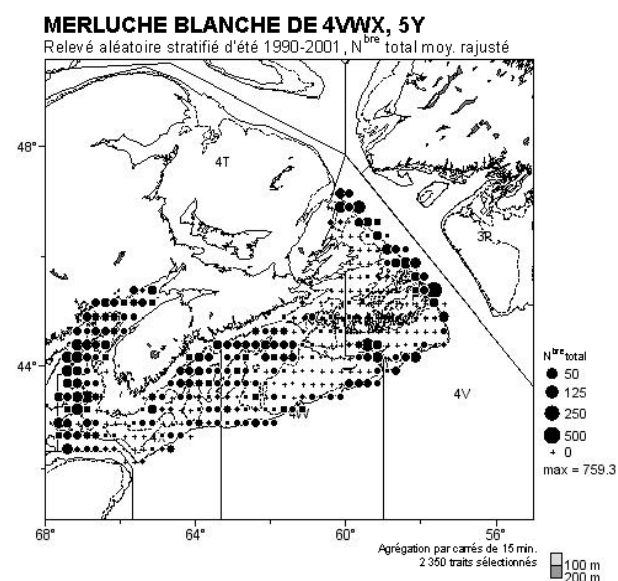 MERLUCHE BLANCHE DE 4VWX, 5Y
Relevé aléatoire stratifié d'été 1990-2001, Nbre total moy. rajusté
48°
4T
3P
44°
4V
4W
4X
Nbre total
50
125
250
500
0
max = 759.3
68°
64°
60°
56°
Agrégation par carrés de 15 min.
2 350 traits sélectionnés
100 m
200 m